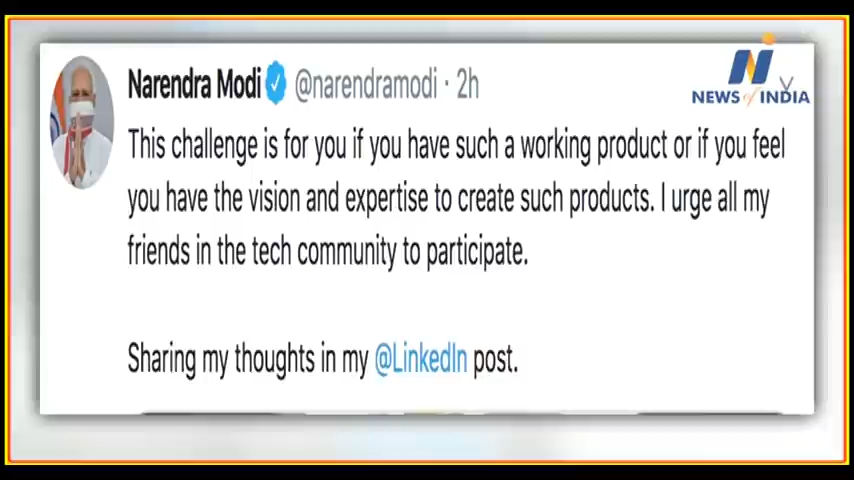 Narendra Modi @narendramodi · 2h
NEWS of INDIA
This challenge is for you if you have such a working product or if you feel
you have the vision and expertise to create such products. I urge all my
friends in the tech community to participate.
Sharing my thoughts in my @LinkedIn post.